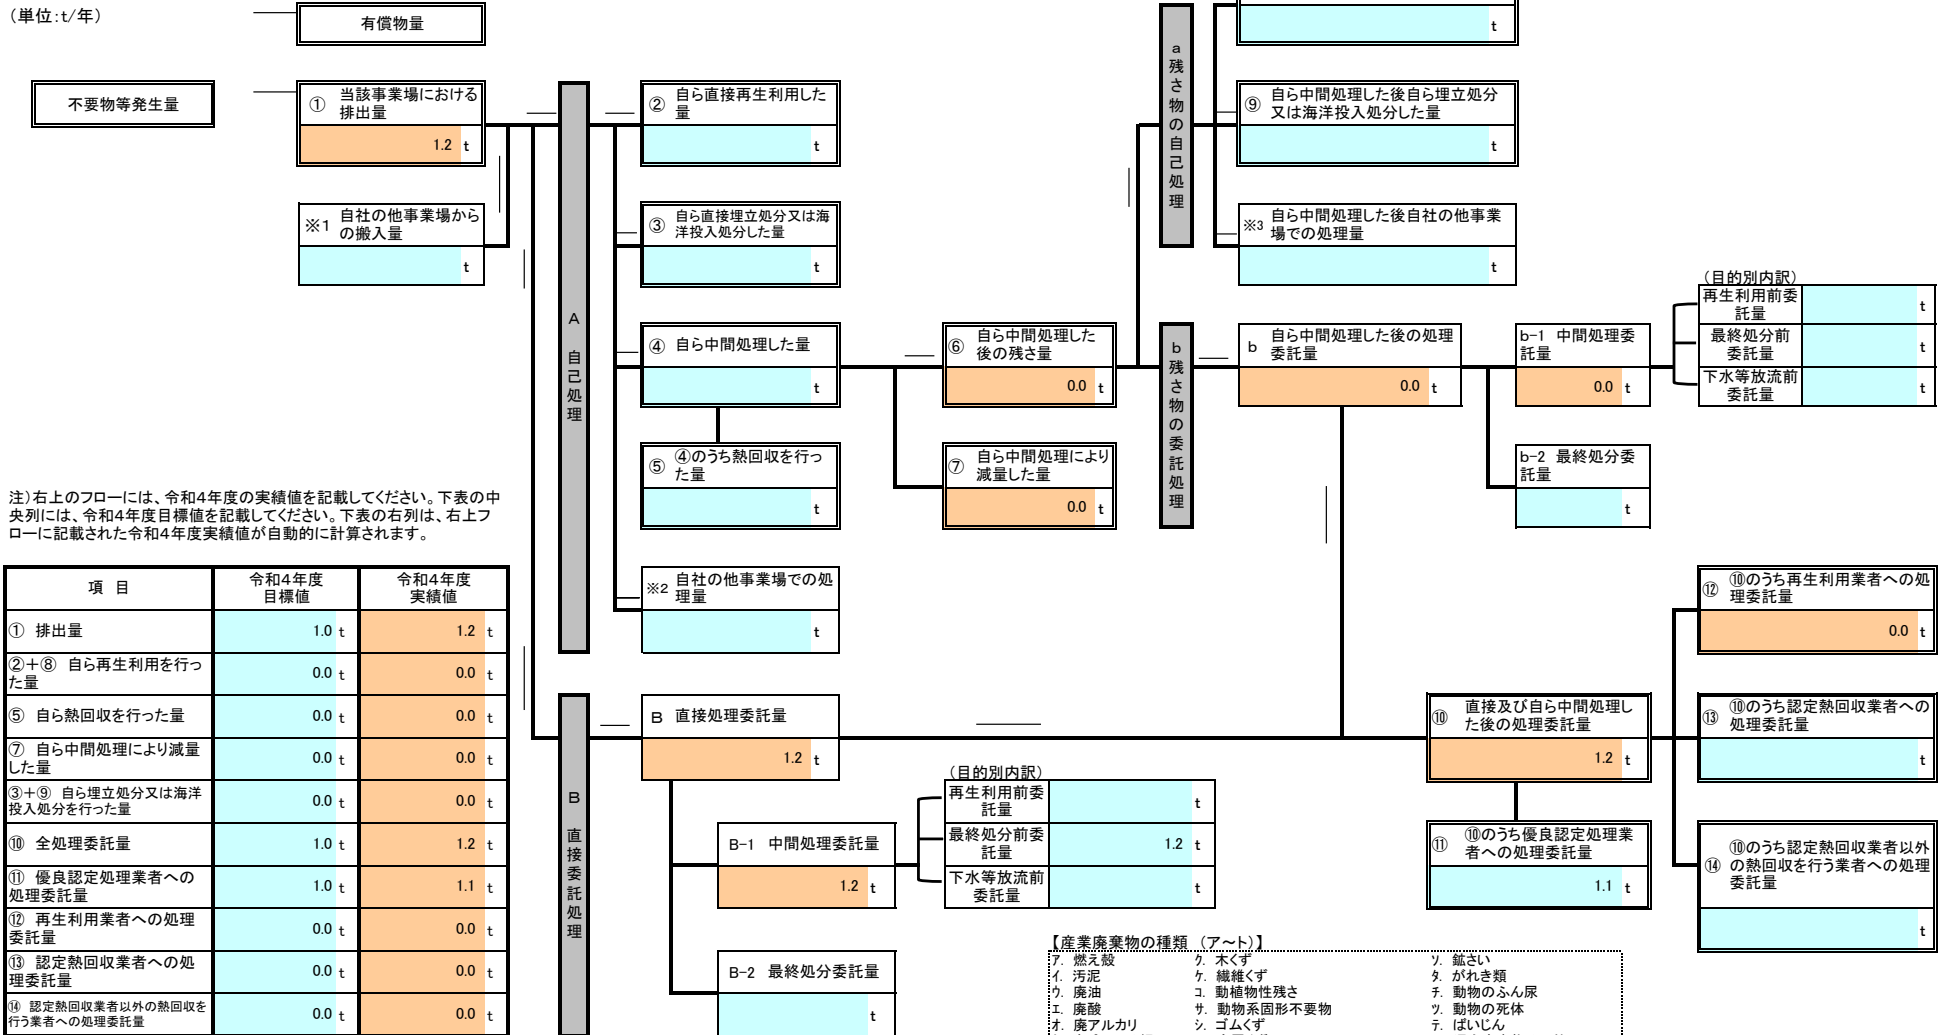 (単位:t/年)
有償物量
不要物等発生量
① 当該事業場における
排出量
1.2 t
※1 自社の他事業場から
の搬入量
t
A 自己処理
② 自ら直接再生利用した
量
t
③ 自ら直接埋立処分又は海
洋投入処分した量
t
④ 自ら中間処理した量
t
⑤ ④のうち熱回収を行っ
た量
t
※2 自社の他事業場での処
理量
t
⑥ 自ら中間処理した
後の残さ量
0.0 t
⑦ 自ら中間処理により
減量した量
0.0 t
a 残さ物の自己処理
t
⑨ 自ら中間処理した後自ら埋立処分
又は海洋投入処分した量
t
※3 自ら中間処理した後自社の他事業
場での処理量
t
b 残さ物の委託処理
b 自ら中間処理した後の処理
委託量
0.0 t
b-1 中間処理委
託量
0.0 t
b-2 最終処分委
託量
t
(目的別内訳)
再生利用前委
託量
t
最終処分前
委託量
t
下水等放流前
委託量
t
注)右上のフローには、令和4年度の実績値を記載してください。下表の中
央列には、令和4年度目標値を記載してください。下表の右列は、右上フ
ローに記載された令和4年度実績値が自動的に計算されます。
項 目 令和4年度
目標値 令和4年度
実績値
① 排出量 1.0 t 1.2 t
②+⑧ 自ら再生利用を行っ
た量 0.0 t 0.0 t
⑤ 自ら熱回収を行った量 0.0 t 0.0 t
⑦ 自ら中間処理により減量
した量 0.0 t 0.0 t
③+⑨ 自ら埋立処分又は海洋
投入処分を行った量 0.0 t 0.0 t
⑩ 全処理委託量 1.0 t 1.2 t
⑪ 優良認定処理業者への
処理委託量 1.0 t 1.1 t
⑫ 再生利用業者への処理
委託量 0.0 t 0.0 t
⑬ 認定熱回収業者への処
理委託量 0.0 t 0.0 t
⑭ 認定熱回収業者以外の熱回収を
行う業者への処理委託量 0.0 t 0.0 t
B 直接委託処理
B 直接処理委託量
1.2 t
B-1 中間処理委託量
1.2 t
B-2 最終処分委託量
t
(目的別内訳)
再生利用前委
託量
t
最終処分前委
託量
1.2 t
下水等放流前
委託量
t
⑩ 直接及び自ら中間処理し
た後の処理委託量
1.2 t
⑪ ⑩のうち優良認定処理業
者への処理委託量
1.1 t
⑫ ⑩のうち再生利用業者への処
理委託量
0.0 t
⑬ ⑩のうち認定熱回収業者への
処理委託量
t
⑭ ⑩のうち認定熱回収業者以外
の熱回収を行う業者への処理
委託量
t
【産業廃棄物の種類 (ア~ト)】
ア. 燃え殻 ク. 木くず ソ. 鉱さい
イ. 汚泥 ケ. 繊維くず タ. がれき類
ウ. 廃油 コ. 動植物性残さ チ. 動物のふん尿
エ. 廃酸 サ. 動物系固形不要物 ツ. 動物の死体
オ. 廃アルカリ シ. ゴムくず テ. ばいじん